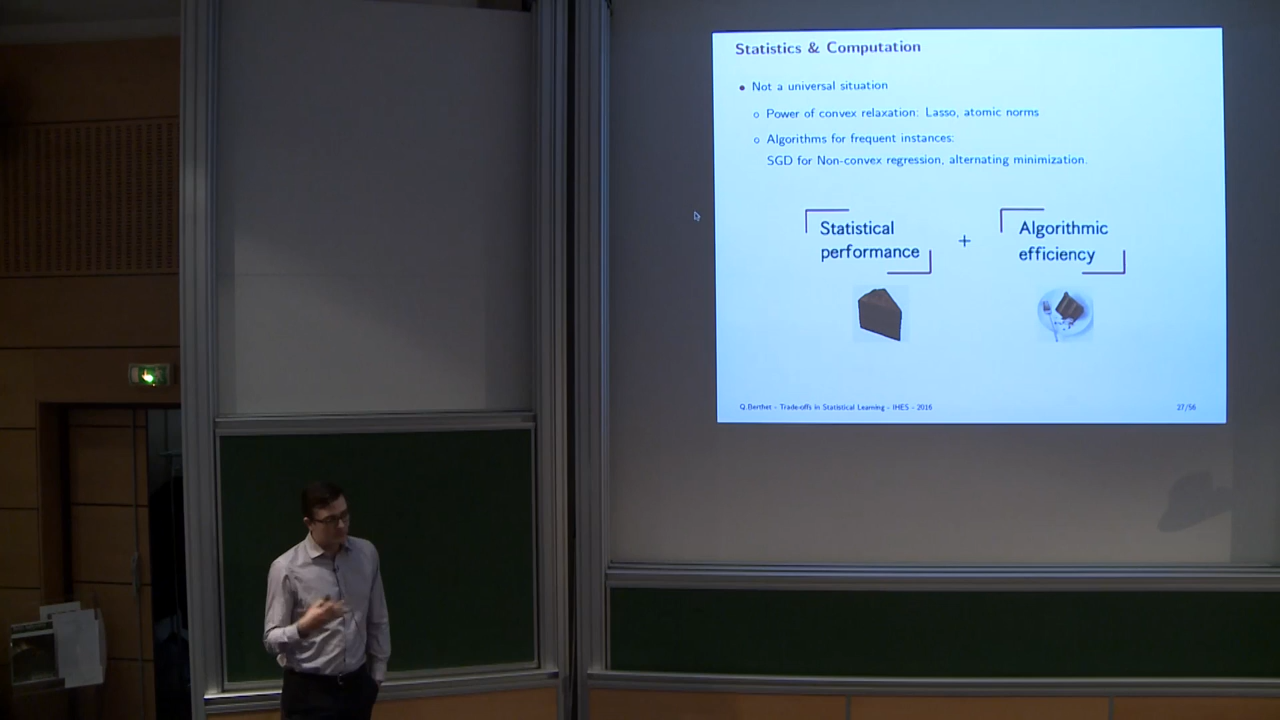 Statistics & Computation
Not a universal situation
Power of convex relaxation: Lasso, atomic norms
Algorithms for frequent instances:
SGD for Non-convex regression, alternating minimization.
Statistical
performance
+
Algorithmic
efficiency
Q.Berthet - Trade-offs in Statistical Learning - IHES - 2016
27/56